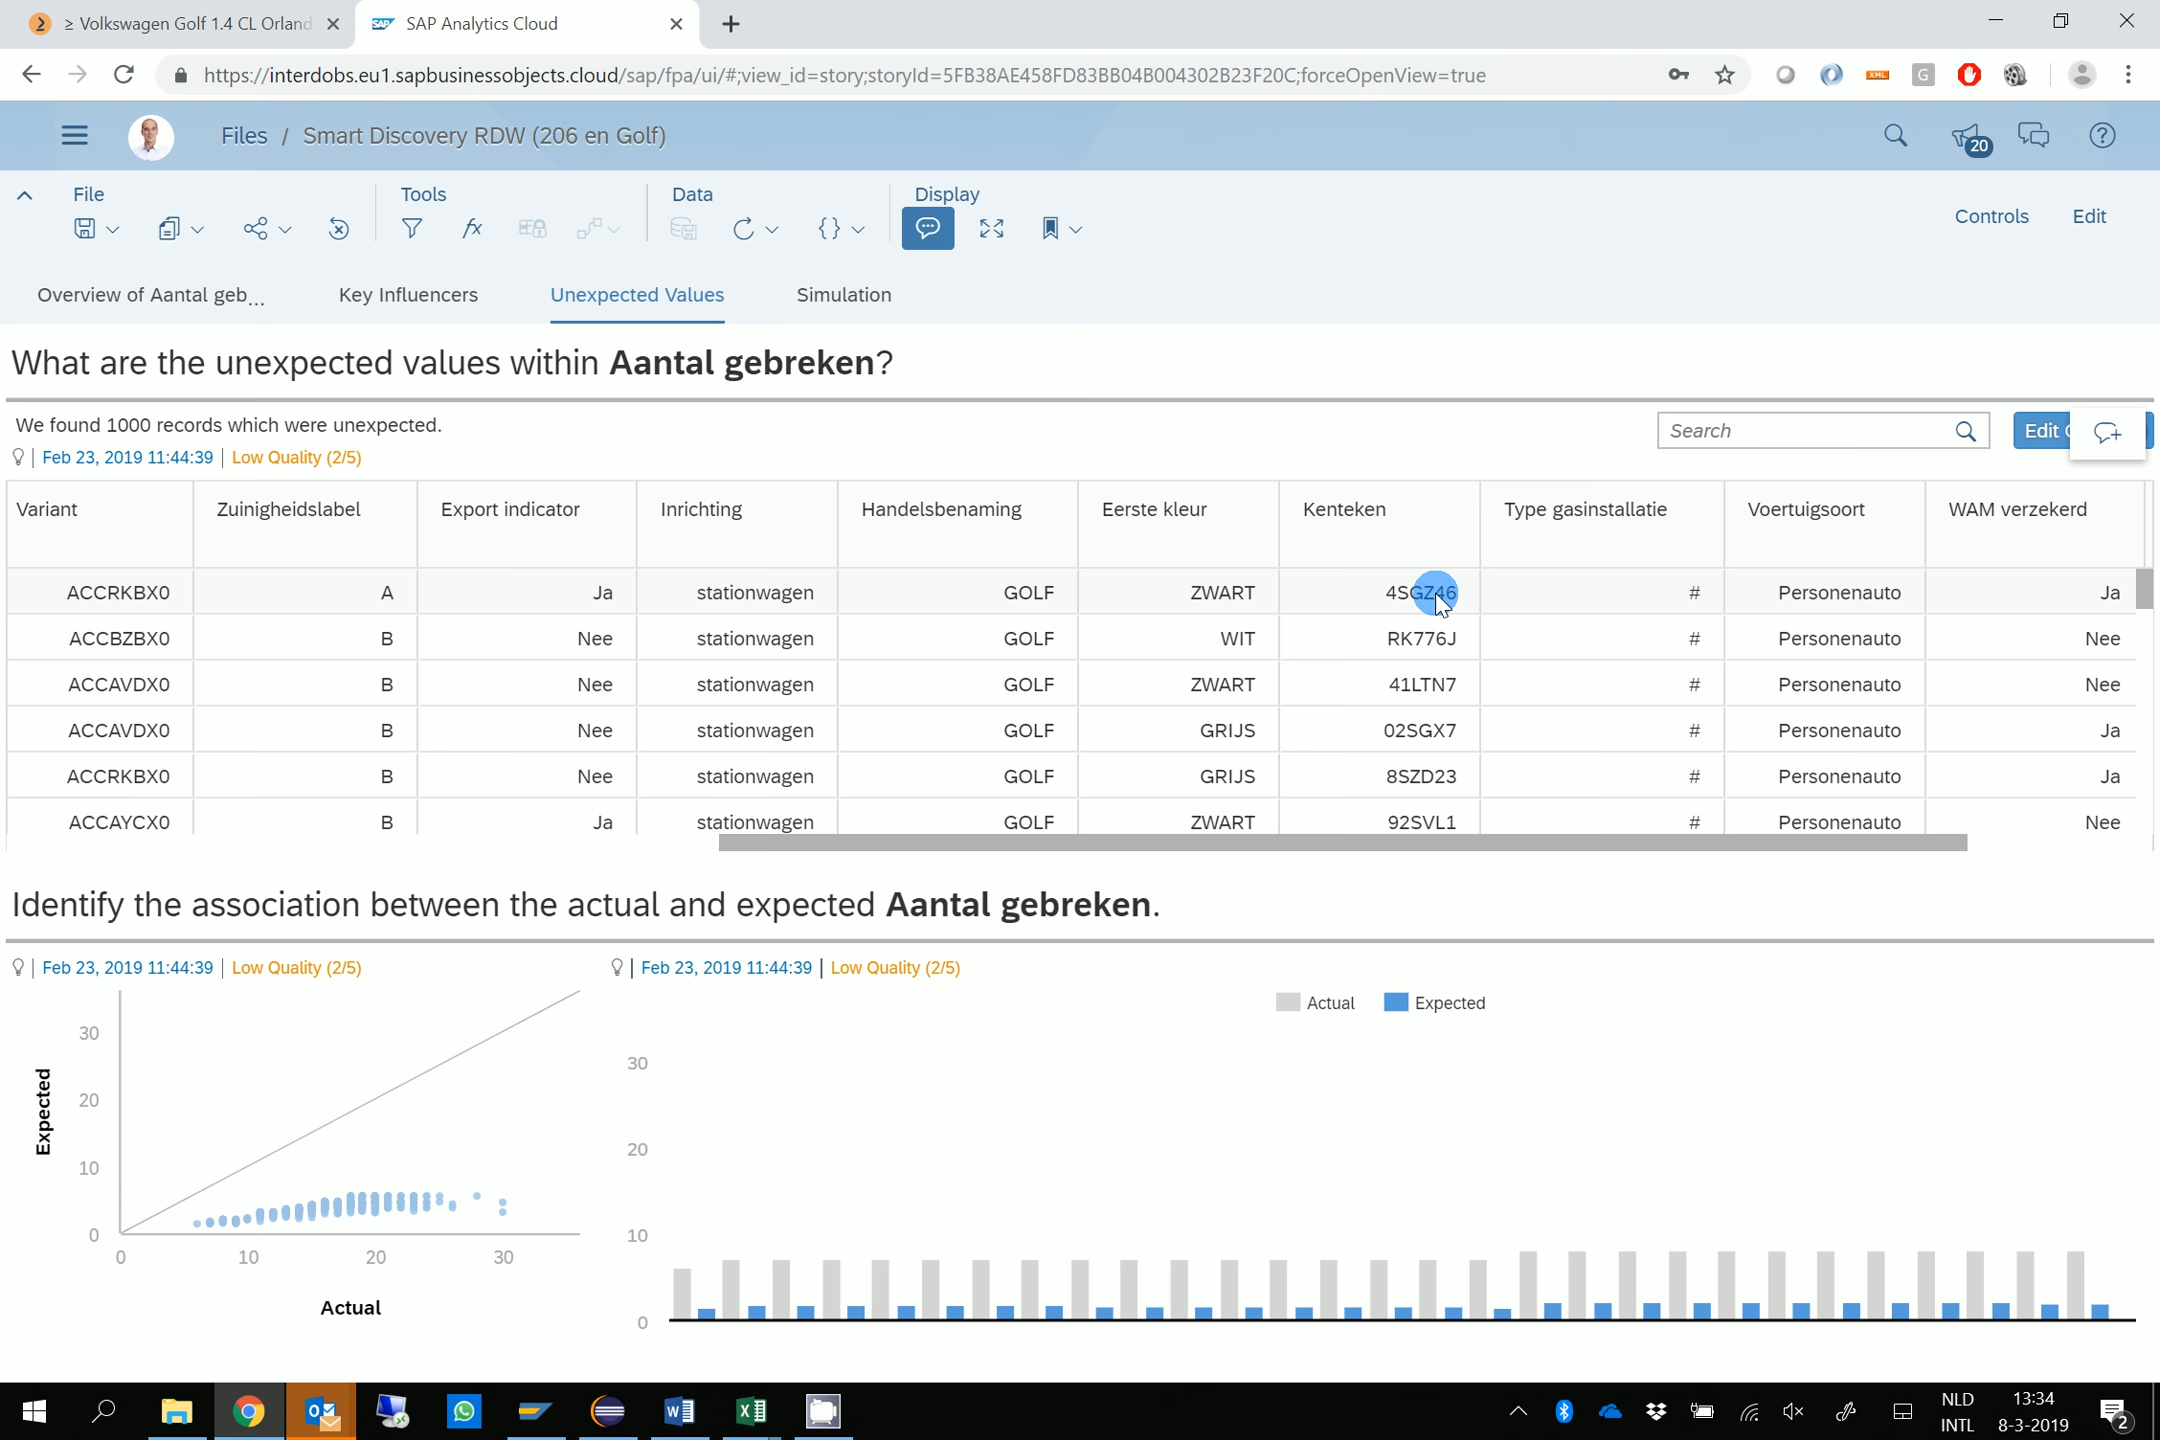 ≥ Volkswagen Golf 1.4 CL Orland
SAP Analytics Cloud
https://interdobs.eu1.sapbusinessobjects.cloud/sap/fpa/ui/#;view_id=story;storyId=5FB38AE458FD83BB04B004302B23F20C;forceOpenView=true
Files / Smart Discovery RDW (206 en Golf)
20
File Tools Data Display
Controls Edit
Overview of Aantal geb... Key Influencers Unexpected Values Simulation
What are the unexpected values within Aantal gebreken?
We found 1000 records which were unexpected.
Search
Edit
Feb 23, 2019 11:44:39 | Low Quality (2/5)
Variant Zuinigheidslabel Export indicator Inrichting Handelsbenaming Eerste kleur Kenteken Type gasinstallatie Voertuigsoort WAM verzekerd
ACCRKBX0 A Ja stationwagen GOLF ZWART 4SGZ46 # Personenauto Ja
ACCBZBX0 B Nee stationwagen GOLF WIT RK776J # Personenauto Nee
ACCAVDX0 B Nee stationwagen GOLF ZWART 41LTN7 # Personenauto Nee
ACCAVDX0 B Nee stationwagen GOLF GRIJS 02SGX7 # Personenauto Ja
ACCRKBX0 B Nee stationwagen GOLF GRIJS 8SZD23 # Personenauto Ja
ACCAYCX0 B Ja stationwagen GOLF ZWART 92SVL1 # Personenauto Nee
Identify the association between the actual and expected Aantal gebreken.
Feb 23, 2019 11:44:39 | Low Quality (2/5)
Expected
30
20
10
0
0 10 20 30
Actual
Feb 23, 2019 11:44:39 | Low Quality (2/5)
Actual Expected
30
20
10
0
NLD
INTL
13:34
8-3-2019
2